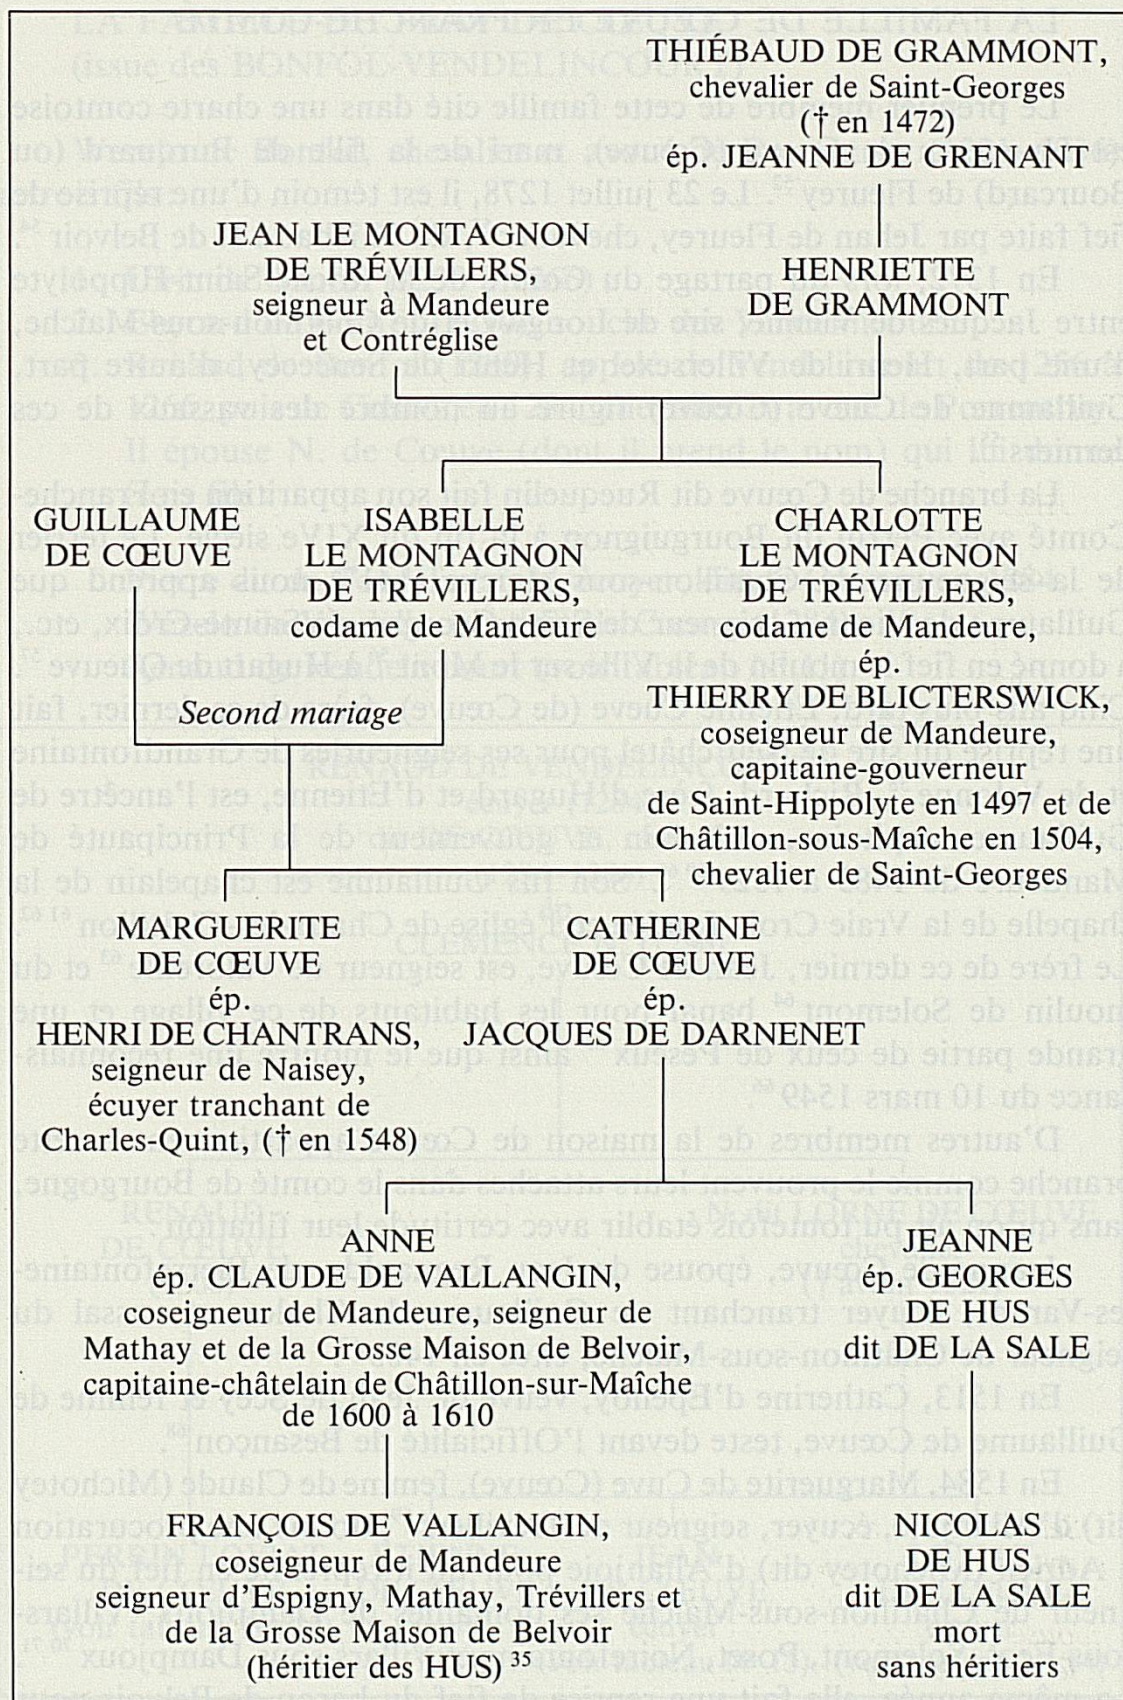 THIÉBAUD DE GRAMMONT,
chevalier de Saint-Georges
(† en 1472)
ép. JEANNE DE GRENANT
JEAN LE MONTAGNON
DE TRÉVILLERS,
seigneur à Mandeure
et Contréglise
HENRIETTE
DE GRAMMONT
GUILLAUME
DE CŒUVE
ISABELLE
LE MONTAGNON
DE TRÉVILLERS,
codame de Mandeure
CHARLOTTE
LE MONTAGNON
DE TRÉVILLERS,
codame de Mandeure,
ép.
THIERRY DE BLICTERSWICK,
coseigneur de Mandeure,
capitaine-gouverneur
de Saint-Hippolyte en 1497 et de
Châtillon-sous-Maîche en 1504,
chevalier de Saint-Georges
Second mariage
MARGUERITE
DE CŒUVE
ép.
HENRI DE CHANTRANS,
seigneur de Naisey,
écuyer tranchant de
Charles-Quint, († en 1548)
CATHERINE
DE CŒUVE
ép.
JACQUES DE DARNENET
ANNE
ép. CLAUDE DE VALLANGIN,
coseigneur de Mandeure, seigneur de
Mathay et de la Grosse Maison de Belvoir,
capitaine-châtelain de Châtillon-sur-Maîche
de 1600 à 1610
JEANNE
ép. GEORGES
DE HUS
dit DE LA SALE
FRANÇOIS DE VALLANGIN,
coseigneur de Mandeure
seigneur d'Espigny, Mathay, Trévillers et
de la Grosse Maison de Belvoir
(héritier des HUS) 35
NICOLAS
DE HUS
dit DE LA SALE
mort
sans héritiers